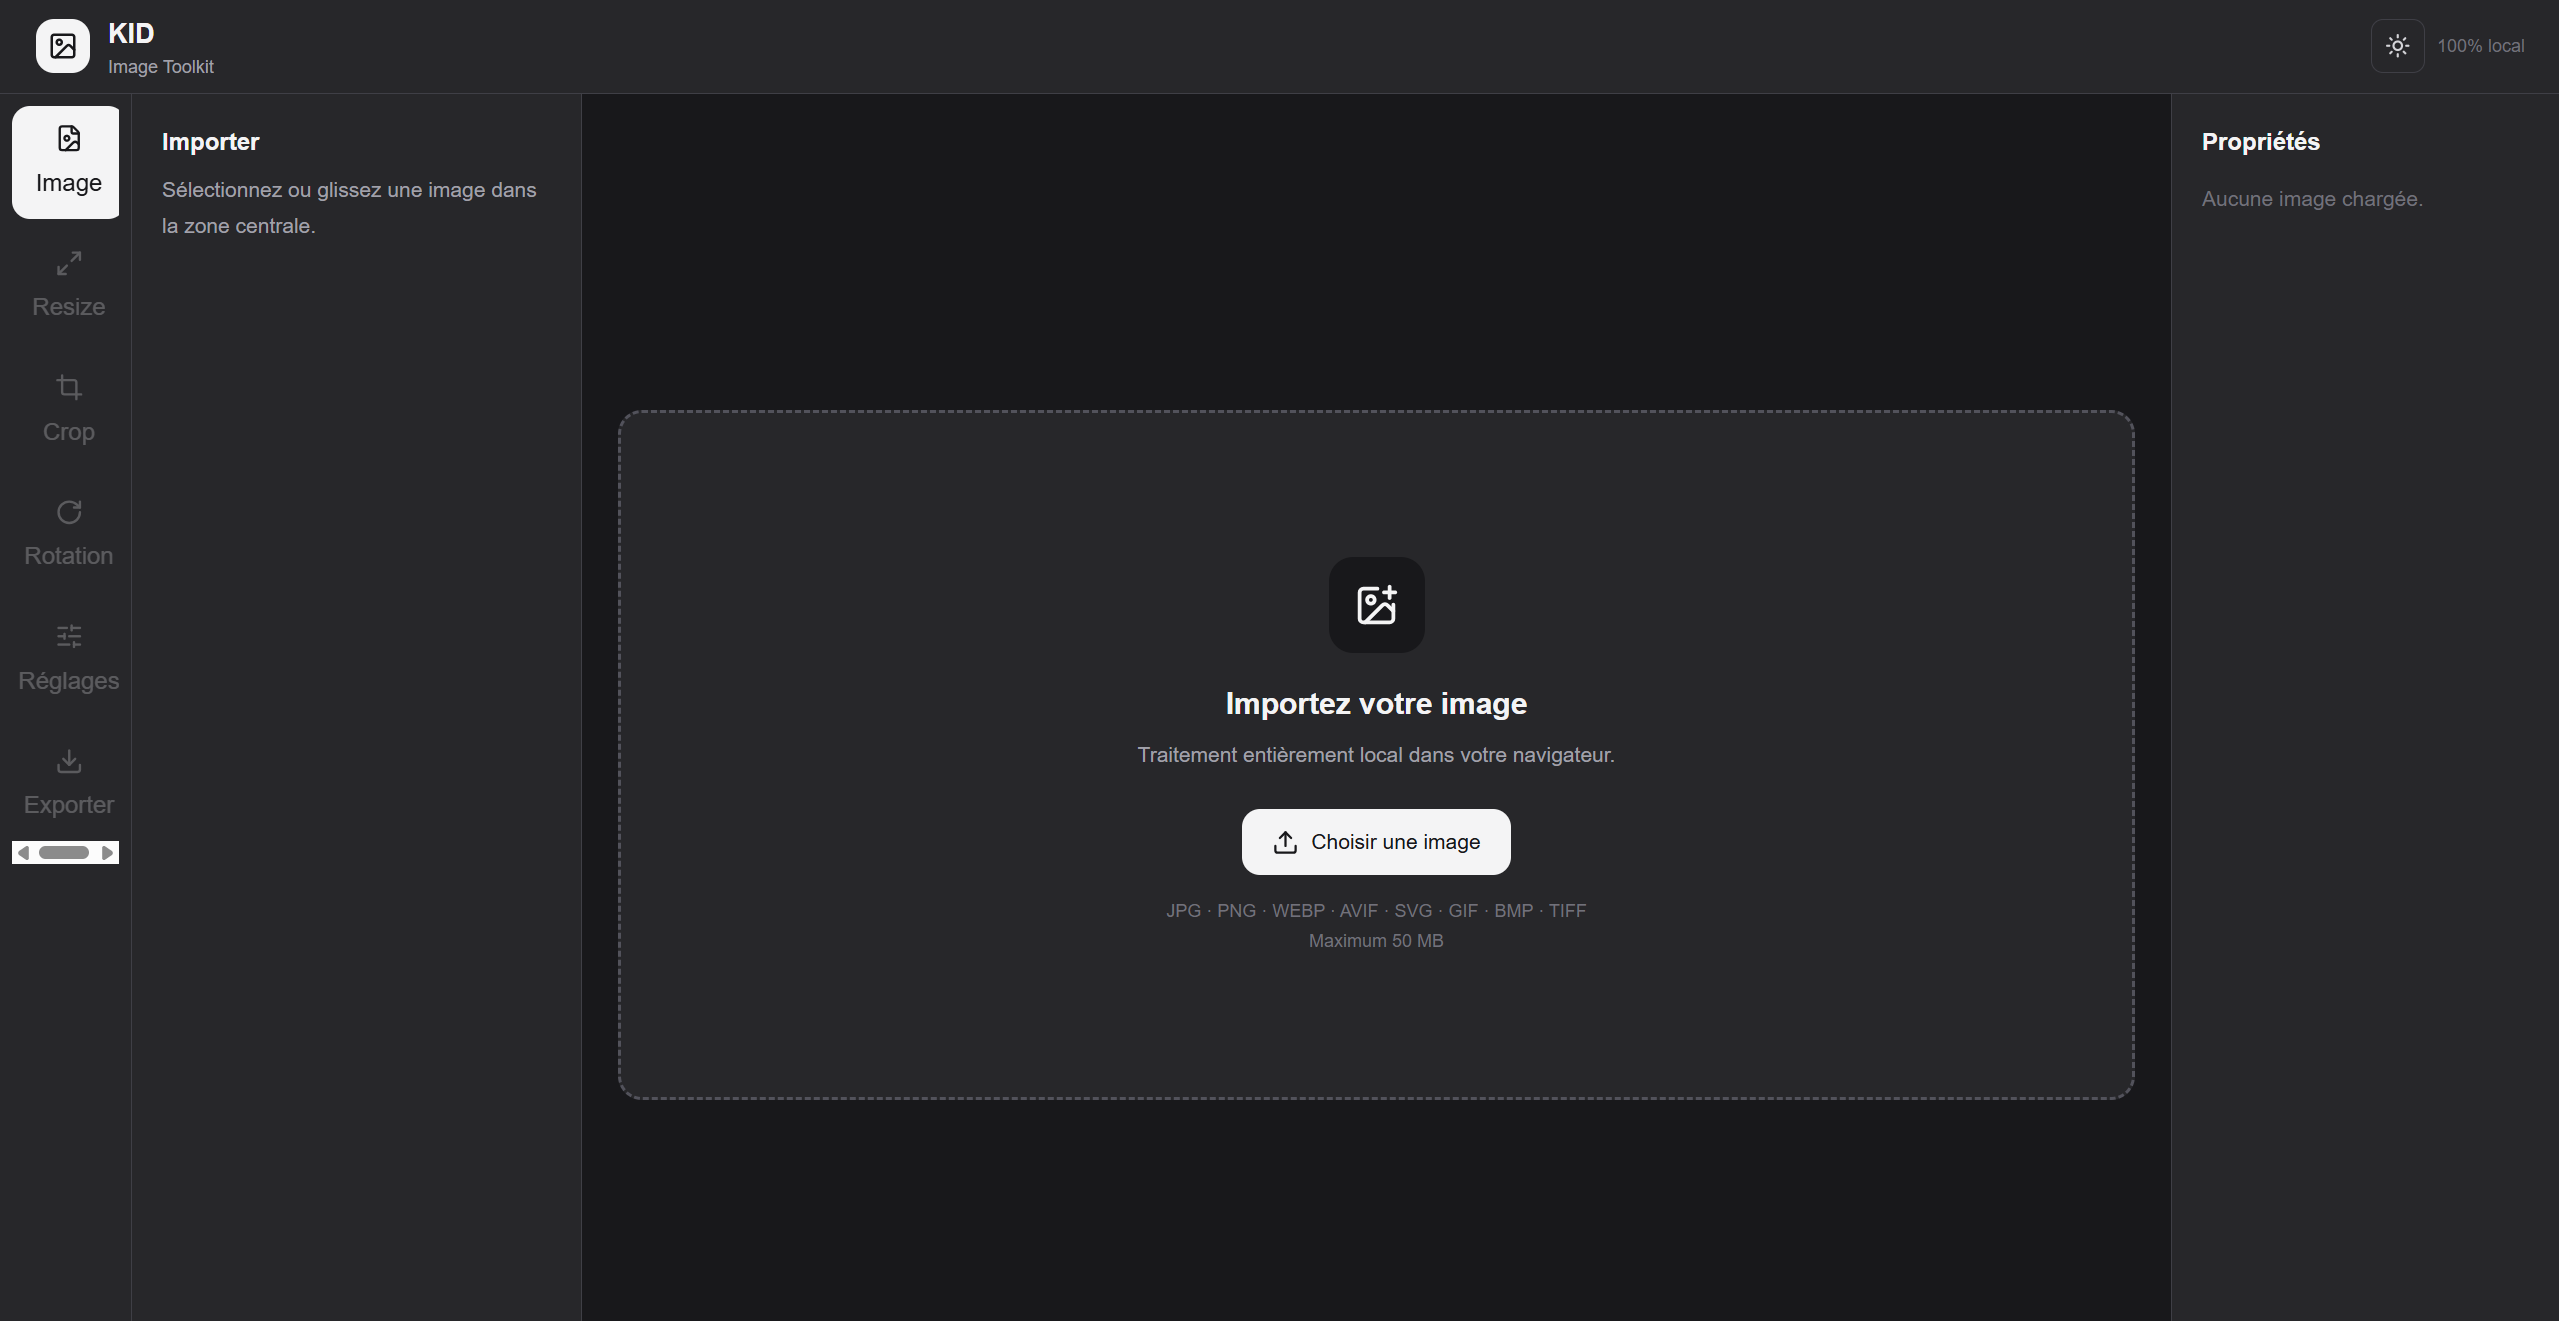 KID
Image Toolkit
100% local
Image
Resize
Crop
Rotation
Réglages
Exporter
Importer
Sélectionnez ou glissez une image dans
la zone centrale.
Importez votre image
Traitement entièrement local dans votre navigateur.
Choisir une image
JPG · PNG · WEBP · AVIF · SVG · GIF · BMP · TIFF
Maximum 50 MB
Propriétés
Aucune image chargée.